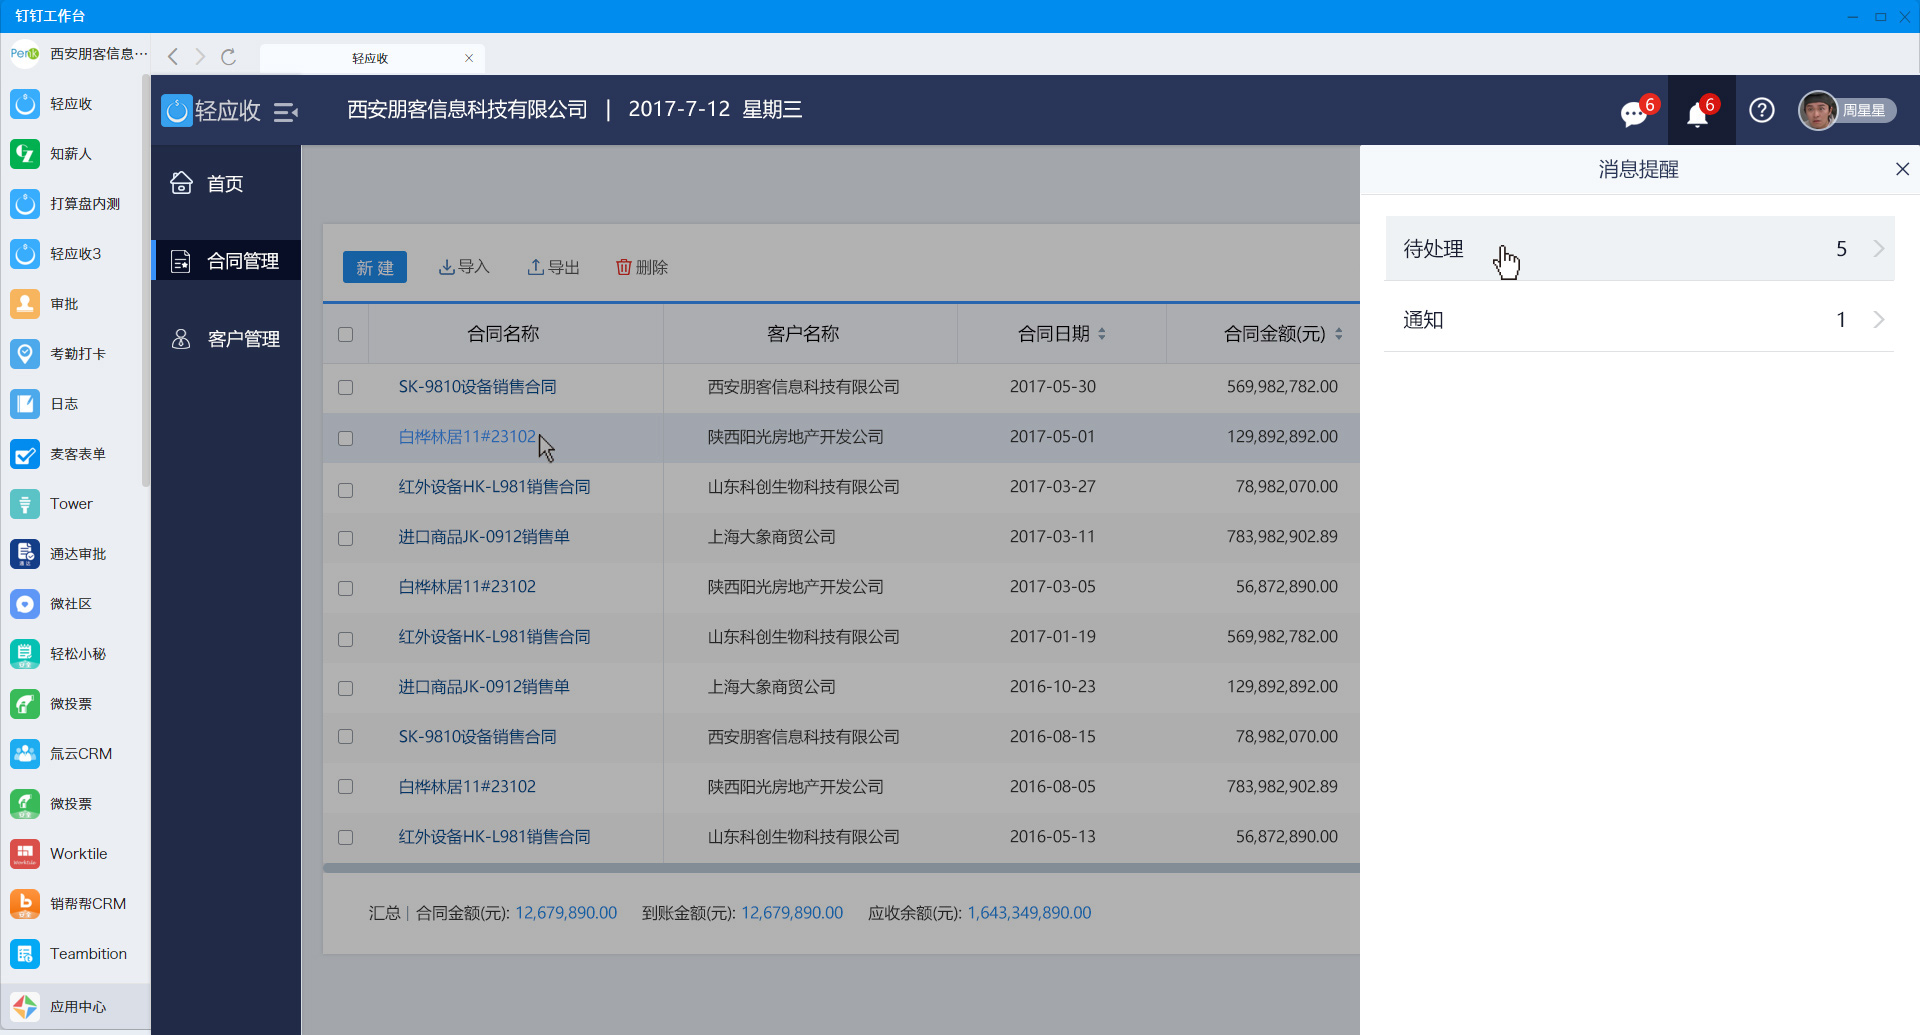 钉钉工作台
Penk 西安朋客信息···
轻应收
轻应收
西安朋客信息科技有限公司 | 2017-7-12 星期三
6
6
周星星
轻应收
知薪人
打算盘内测
轻应收3
审批
考勤打卡
日志
麦客表单
Tower
通达审批
微社区
轻松小秘
微投票
氚云CRM
微投票
Worktile
销帮帮CRM
Teambition
应用中心
首页
合同管理
客户管理
新 建 导入 导出 删除
合同名称 客户名称 合同日期 合同金额(元)
SK-9810设备销售合同 西安朋客信息科技有限公司 2017-05-30 569,982,782.00
白桦林居11#23102 陕西阳光房地产开发公司 2017-05-01 129,892,892.00
红外设备HK-L981销售合同 山东科创生物科技有限公司 2017-03-27 78,982,070.00
进口商品JK-0912销售单 上海大象商贸公司 2017-03-11 783,982,902.89
白桦林居11#23102 陕西阳光房地产开发公司 2017-03-05 56,872,890.00
红外设备HK-L981销售合同 山东科创生物科技有限公司 2017-01-19 569,982,782.00
进口商品JK-0912销售单 上海大象商贸公司 2016-10-23 129,892,892.00
SK-9810设备销售合同 西安朋客信息科技有限公司 2016-08-15 78,982,070.00
白桦林居11#23102 陕西阳光房地产开发公司 2016-08-05 783,982,902.89
红外设备HK-L981销售合同 山东科创生物科技有限公司 2016-05-13 56,872,890.00
汇总 | 合同金额(元): 12,679,890.00 到账金额(元): 12,679,890.00 应收余额(元): 1,643,349,890.00
消息提醒
待处理 5
通知 1